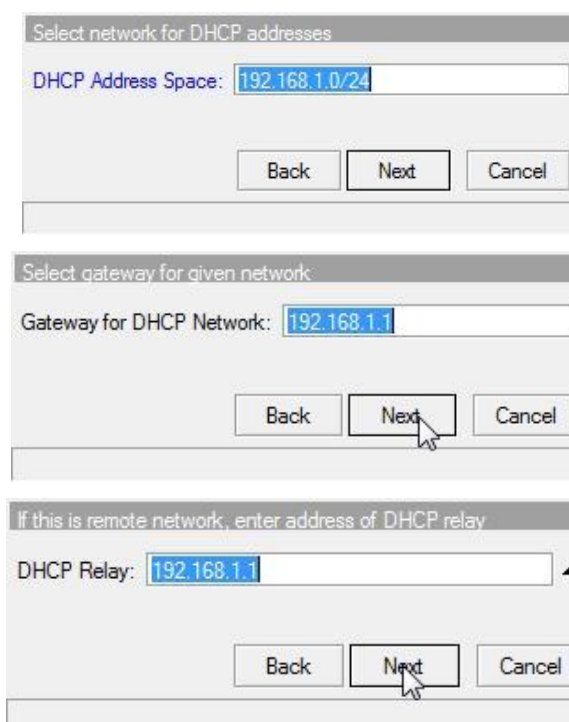 Select network for DHCP addresses
DHCP Address Space: 192.168.1.0/24
Back Next Cancel
Select gateway for given network
Gateway for DHCP Network: 192.168.1.1
Back Next Cancel
If this is remote network, enter address of DHCP relay
DHCP Relay: 192.168.1.1
Back Next Cancel